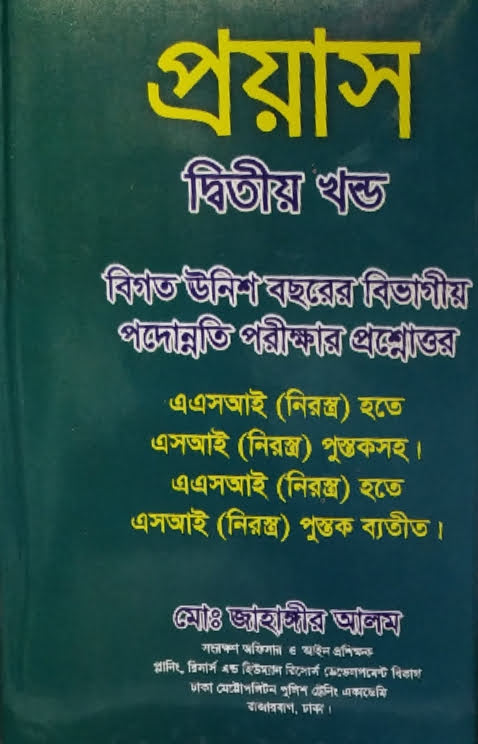 প্রয়াস
দ্বিতীয় খন্ড
বিগত ঊনিশ বছরের বিভাগীয়
পদোন্নতি পরীক্ষার প্রশ্নোত্তর
এএসআই (নিরস্ত্র) হতে
এসআই (নিরস্ত্র) পুস্তকসহ।
এএসআই (নিরস্ত্র) হতে
এসআই (নিরস্ত্র) পুস্তক ব্যতীত।
মোঃ জাহাঙ্গীর আলম
সংরক্ষণ অফিসার ও আইন প্রশিক্ষক
প্লানিং, রিসার্স এন্ড হিউম্যান রিসোর্স ডেভেলপমেন্ট বিভাগ
ঢাকা মেট্রোপলিটন পুলিশ ট্রেনিং একাডেমি
রাজারবাগ, ঢাকা।